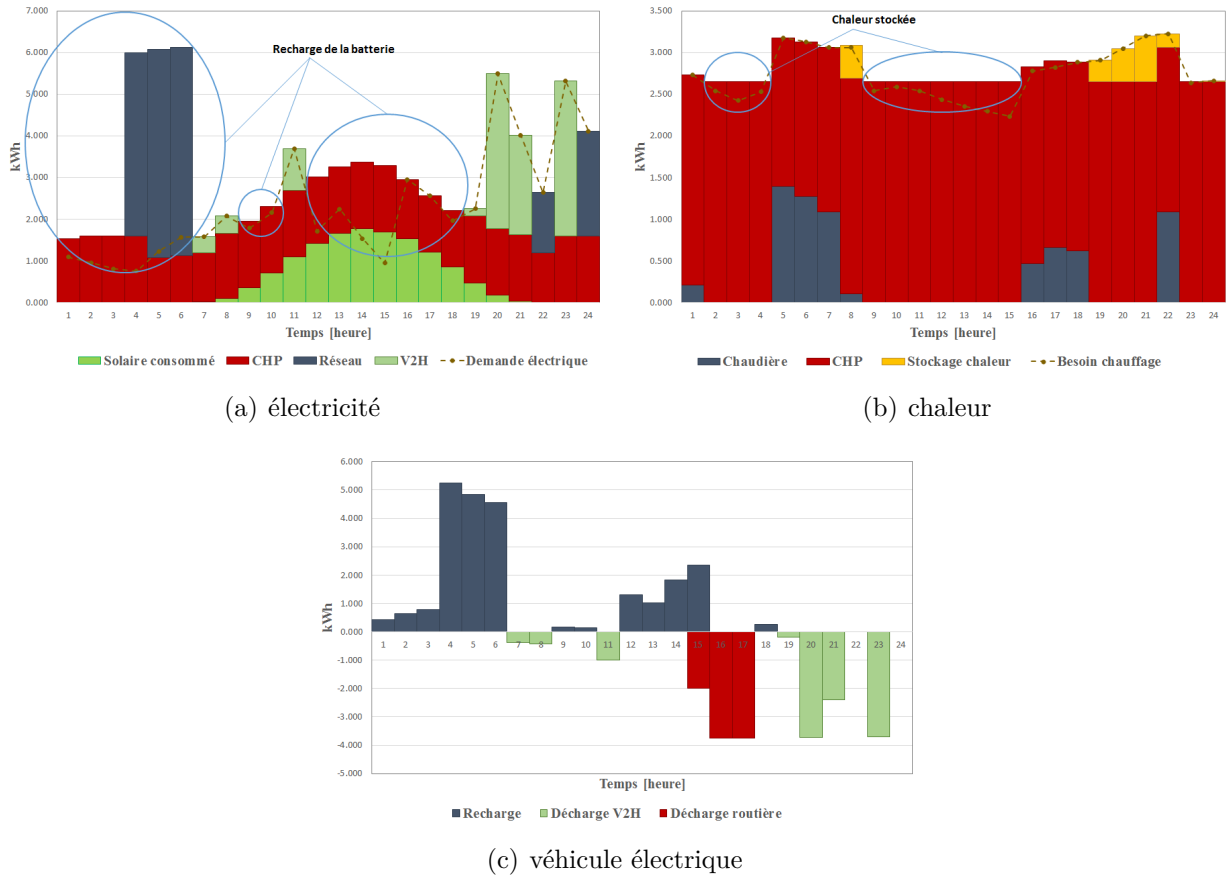 Recharge de la batterie
7.000
6.000
5.000
4.000
3.000
2.000
1.000
0.000
kWh
1 2 3 4 5 6 7 8 9 10 11 12 13 14 15 16 17 18 19 20 21 22 23 24
Temps [heure]
Solaire consommé CHP Réseau V2H Demande électrique
(a) électricité
Chaleur stockée
3.500
3.000
2.500
2.000
1.500
1.000
0.500
0.000
kWh
1 2 3 4 5 6 7 8 9 10 11 12 13 14 15 16 17 18 19 20 21 22 23 24
Temps [heure]
Chaudière CHP Stockage chaleur Besoin chauffage
(b) chaleur
6.000
5.000
4.000
3.000
2.000
1.000
0.000
-1.000
-2.000
-3.000
-4.000
-5.000
kWh
1 2 3 4 5 6 7 8 9 10 11 12 13 14 15 16 17 18 19 20 21 22 23 24
Temps [heure]
Recharge Décharge V2H Décharge routière
(c) véhicule électrique